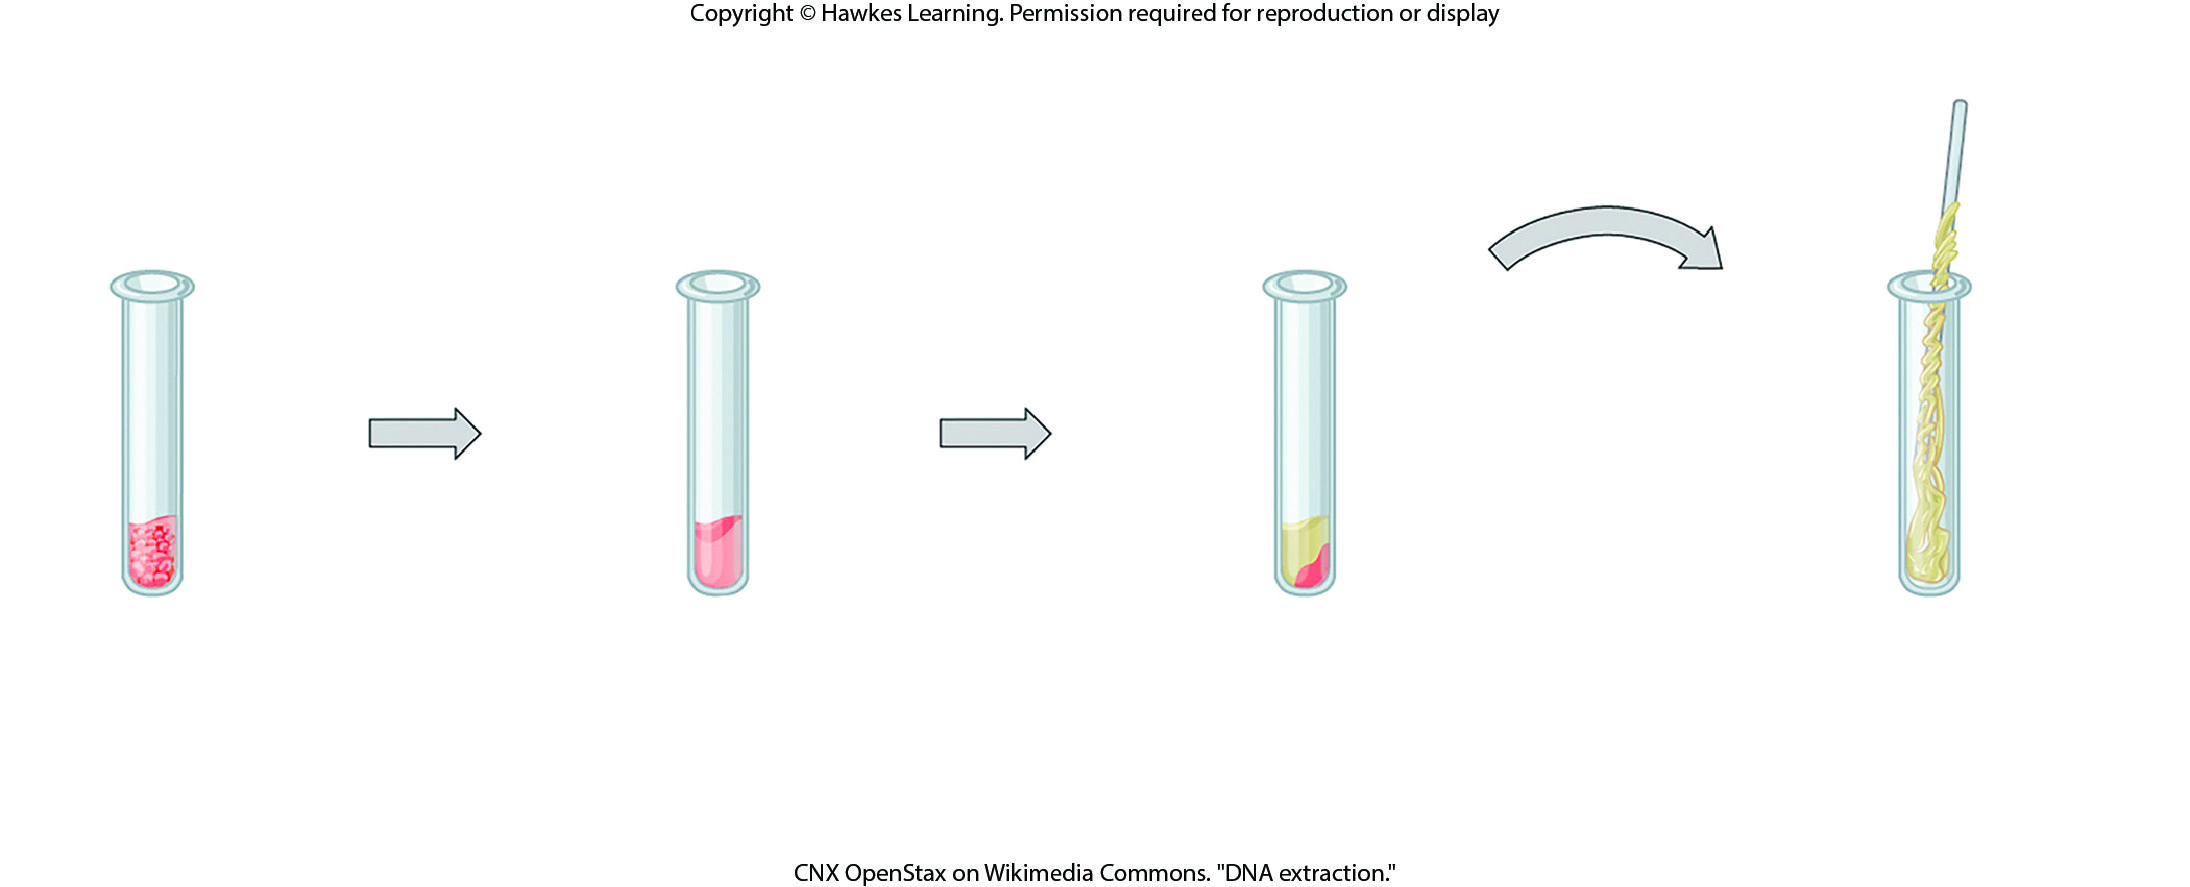 Copyright © Hawkes Learning. Permission required for reproduction or display
CNX OpenStax on Wikimedia Commons. "DNA extraction."